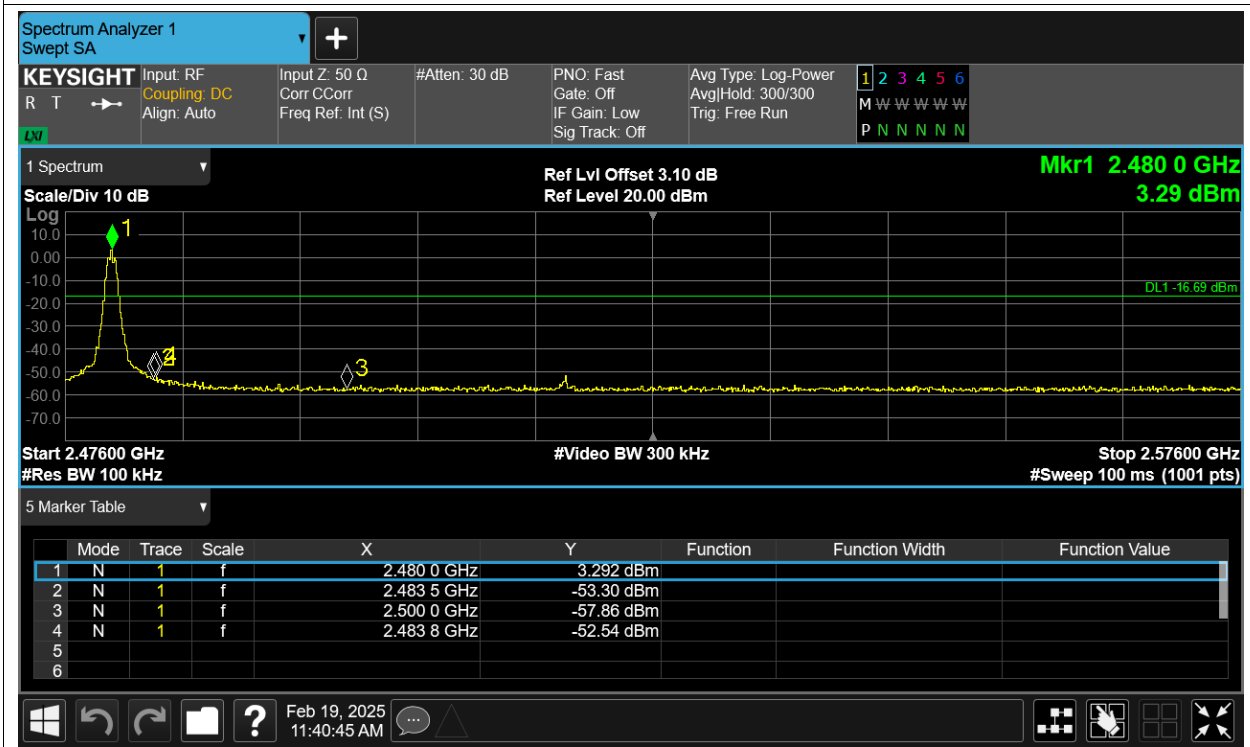 Spectrum Analyzer 1
Swept SA
KEYSIGHT Input: RF Input Z: 50 Ω #Atten: 30 dB PNO: Fast Avg Type: Log-Power 1 2 3 4 5 6
R T Coupling: DC Corr CCorr Gate: Off Avg|Hold: 300/300 M W W W W W
Align: Auto Freq Ref: Int (S) IF Gain: Low Trig: Free Run
LXI Sig Track: Off P N N N N N
1 Spectrum Ref Lvl Offset 3.10 dB Mkr1 2.480 0 GHz
Scale/Div 10 dB Ref Level 20.00 dBm 3.29 dBm
Log
1
10.0
0.00
-10.0
DL1 -16.69 dBm
-20.0
-30.0
-40.0
2 4 3
-50.0
-60.0
-70.0
Start 2.47600 GHz #Video BW 300 kHz Stop 2.57600 GHz
#Res BW 100 kHz #Sweep 100 ms (1001 pts)
5 Marker Table
Mode Trace Scale X Y Function Function Width Function Value
1 N 1 f 2.480 0 GHz 3.292 dBm
2 N 1 f 2.483 5 GHz -53.30 dBm
3 N 1 f 2.500 0 GHz -57.86 dBm
4 N 1 f 2.483 8 GHz -52.54 dBm
5
6
? Feb 19, 2025
11:40:45 AM